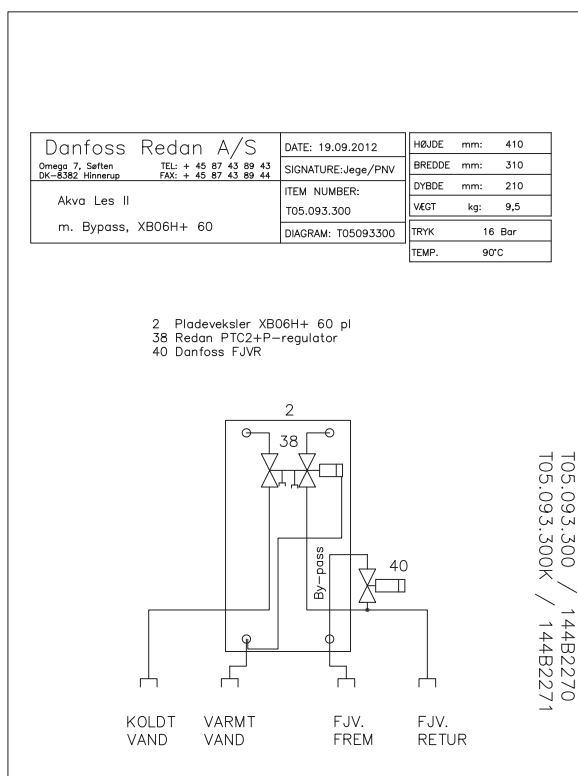 Danfoss Redan A/S
Omega 7, Søften TEL: + 45 87 43 89 43
DK-8382 Hinnerup FAX: + 45 87 43 89 44
Akva Les II
m. Bypass, XB06H+ 60
DATE: 19.09.2012
SIGNATURE:Jege/PNV
ITEM NUMBER:
T05.093.300
DIAGRAM: T05093300
HØJDE mm: 410
BREDDE mm: 310
DYBDE mm: 210
VÆGT kg: 9,5
TRYK 16 Bar
TEMP. 90°C
2 Pladeveksler XB06H+ 60 pl
38 Redan PTC2+P-regulator
40 Danfoss FJVR
2
38
By-pass
40
KOLDT VAND
VARMT VAND
FJV. FREM
FJV. RETUR
T05.093.300 / 144B2270
T05.093.300K / 144B2271